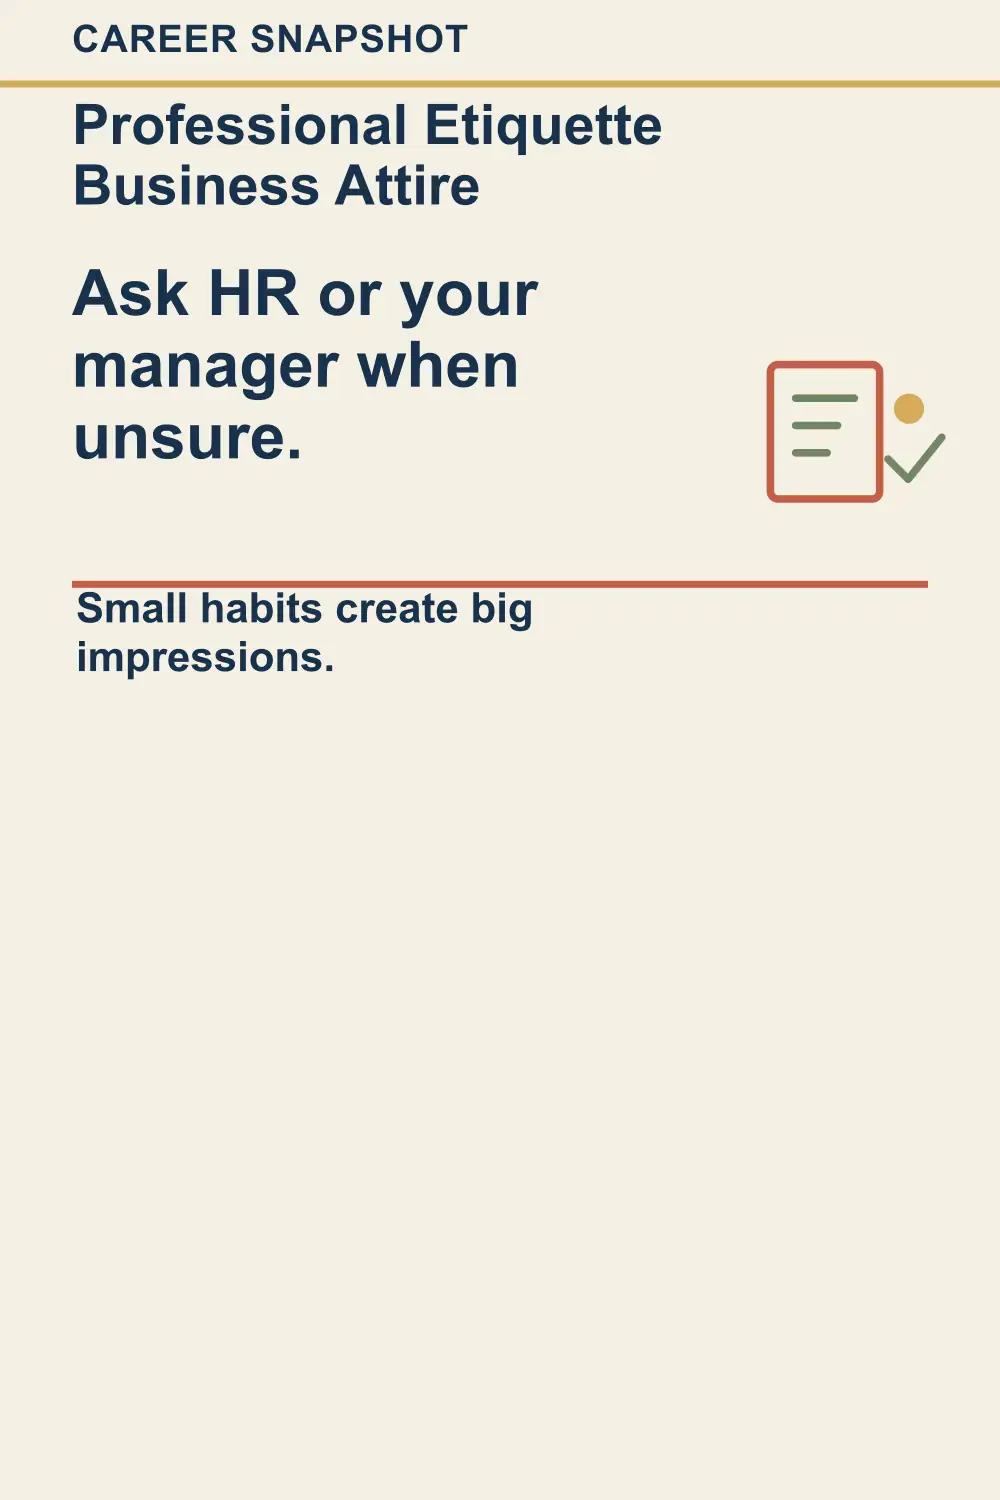 CAREER SNAPSHOT
Professional Etiquette
Business Attire
Ask HR or your
manager when
unsure.
Small habits create big
impressions.